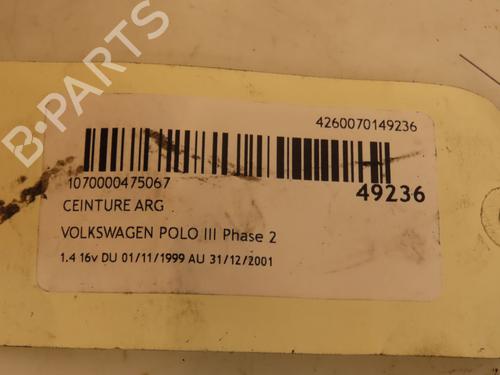 B-PARTS
4260070149236
1070000475067
49236
CEINTURE ARG
VOLKSWAGEN POLO III Phase 2
1.4 16v DU 01/11/1999 AU 31/12/2001